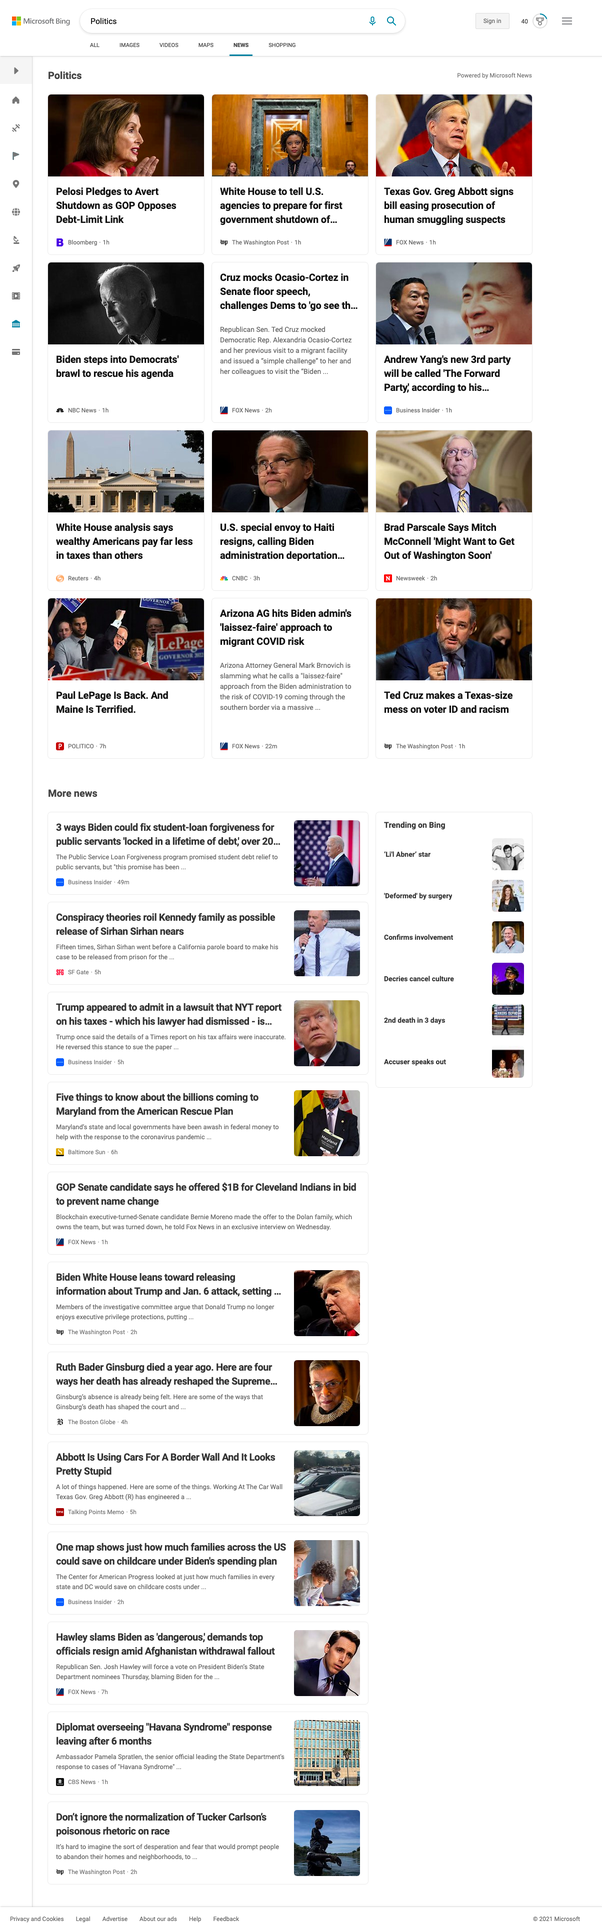 Microsoft Bing
Politics
Sign in
40
ALL
IMAGES
VIDEOS
MAPS
NEWS
SHOPPING
Politics
Powered by Microsoft News
Pelosi Pledges to Avert
Shutdown as GOP Opposes
Debt-Limit Link
Bloomberg · 1h
White House to tell U.S.
agencies to prepare for first
government shutdown of...
The Washington Post · 1h
Texas Gov. Greg Abbott signs
bill easing prosecution of
human smuggling suspects
FOX News · 1h
Biden steps into Democrats'
brawl to rescue his agenda
NBC News · 1h
Cruz mocks Ocasio-Cortez in
Senate floor speech,
challenges Dems to 'go see th...
Republican Sen. Ted Cruz mocked
Democratic Rep. Alexandria Ocasio-Cortez
and her previous visit to a migrant facility
and issued a "simple challenge" to her and
her colleagues to visit the "Biden ...
FOX News · 2h
Andrew Yang's new 3rd party
will be called 'The Forward
Party,' according to his...
Business Insider · 1h
White House analysis says
wealthy Americans pay far less
in taxes than others
Reuters · 4h
U.S. special envoy to Haiti
resigns, calling Biden
administration deportation...
CNBC · 3h
Brad Parscale Says Mitch
McConnell 'Might Want to Get
Out of Washington Soon'
Newsweek · 2h
LePage
Paul LePage Is Back. And
Maine Is Terrified.
POLITICO · 7h
Arizona AG hits Biden admin's
'laissez-faire' approach to
migrant COVID risk
Arizona Attorney General Mark Brnovich is
slamming what he calls a "laissez-faire"
approach from the Biden administration to
the risk of COVID-19 coming through the
southern border via a massive ...
FOX News · 22m
Ted Cruz makes a Texas-size
mess on voter ID and racism
The Washington Post · 1h
More news
3 ways Biden could fix student-loan forgiveness for
public servants 'locked in a lifetime of debt,' over 20...
The Public Service Loan Forgiveness program promised student debt relief to
public servants, but "this promise has been ...
Business Insider · 49m
Conspiracy theories roil Kennedy family as possible
release of Sirhan Sirhan nears
Fifteen times, Sirhan Sirhan went before a California parole board to make his
case to be released from prison for the ...
SF Gate · 5h
Trump appeared to admit in a lawsuit that NYT report
on his taxes - which his lawyer had dismissed - is...
Trump once said the details of a Times report on his tax affairs were inaccurate.
He reversed this stance to sue the paper ...
Business Insider · 5h
Five things to know about the billions coming to
Maryland from the American Rescue Plan
Maryland's state and local governments have been awash in federal money to
help with the response to the coronavirus pandemic ...
Baltimore Sun · 6h
GOP Senate candidate says he offered $1B for Cleveland Indians in bid
to prevent name change
Blockchain executive-turned-Senate candidate Bernie Moreno made the offer to the Dolan family, which
owns the team, but was turned down, he told Fox News in an exclusive interview on Wednesday.
FOX News · 1h
Biden White House leans toward releasing
information about Trump and Jan. 6 attack, setting ...
Members of the investigative committee argue that Donald Trump no longer
enjoys executive privilege protections, putting ...
The Washington Post · 2h
Ruth Bader Ginsburg died a year ago. Here are four
ways her death has already reshaped the Supreme...
Ginsburg's absence is already being felt. Here are some of the ways that
Ginsburg's death has shaped the court and ...
The Boston Globe · 4h
Abbott Is Using Cars For A Border Wall And It Looks
Pretty Stupid
A lot of things happened. Here are some of the things. Working At The Car Wall
Texas Gov. Greg Abbott (R) has engineered a ...
Talking Points Memo · 5h
One map shows just how much families across the US
could save on childcare under Biden's spending plan
The Center for American Progress looked at just how much families in every
state and DC would save on childcare costs under ...
Business Insider · 2h
Hawley slams Biden as 'dangerous,' demands top
officials resign amid Afghanistan withdrawal fallout
Republican Sen. Josh Hawley will force a vote on President Biden's State
Department nominees Thursday, blaming Biden for the ...
FOX News · 7h
Diplomat overseeing "Havana Syndrome" response
leaving after 6 months
Ambassador Pamela Spratlen, the senior official leading the State Department's
response to cases of "Havana Syndrome" ...
CBS News · 1h
Don't ignore the normalization of Tucker Carlson's
poisonous rhetoric on race
It's hard to imagine the sort of desperation and fear that would prompt people
to abandon their homes and neighborhoods, to ...
The Washington Post · 2h
Trending on Bing
'Li'l Abner' star
'Deformed' by surgery
Confirms involvement
Decries cancel culture
2nd death in 3 days
Accuser speaks out
Privacy and Cookies
Legal
Advertise
About our ads
Help
Feedback
© 2021 Microsoft